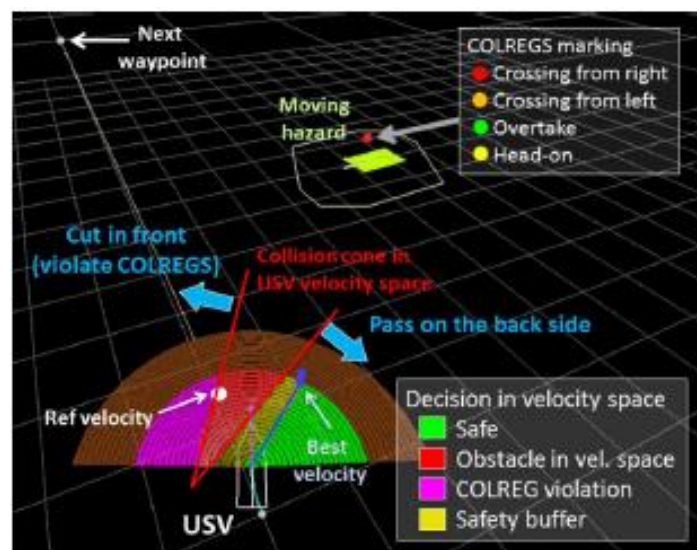 Next
waypoint
COLREGS marking
Crossing from right
Crossing from left
Overtake
Head-on
Moving
hazard
Cut in front
(violate COLREGS)
Collision cone in
USV velocity space
Pass on the back side
Ref velocity
Best
velocity
USV
Decision in velocity space
Safe
Obstacle in vel. space
COLREG violation
Safety buffer